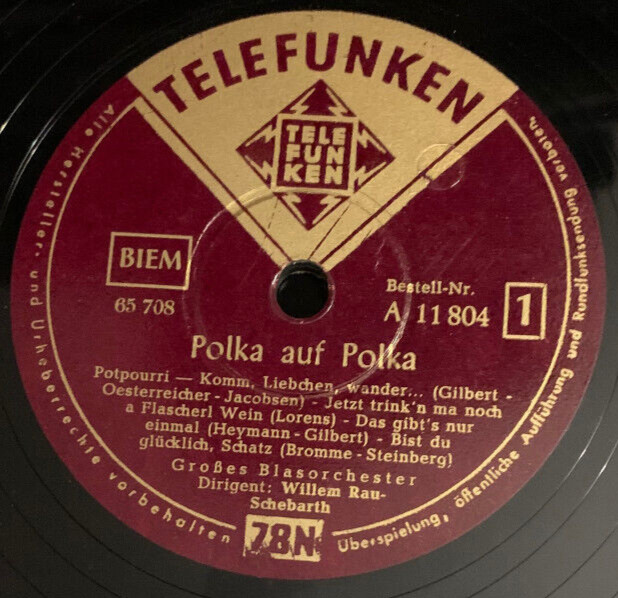 TELEFUNKEN
TELE
FUN
KEN
BIEM
65 708
Bestell-Nr.
A 11 804
1
Polka auf Polka
Potpourri — Komm, Liebchen, wander... (Gilbert -
Oesterreicher - Jacobsen) - Jetzt trink'n ma noch
a Flascherl Wein (Lorens) - Das gibt's nur
einmal (Heymann - Gilbert) - Bist du
glücklich, Schatz (Bromme - Steinberg)
Großes Blasorchester
Dirigent: Willem Rau-
Schebarth
78N
Alle Hersteller- und Urheberrechte vorbehalten
Überspielung, öffentliche Aufführung und Rundfunksendung verboten.